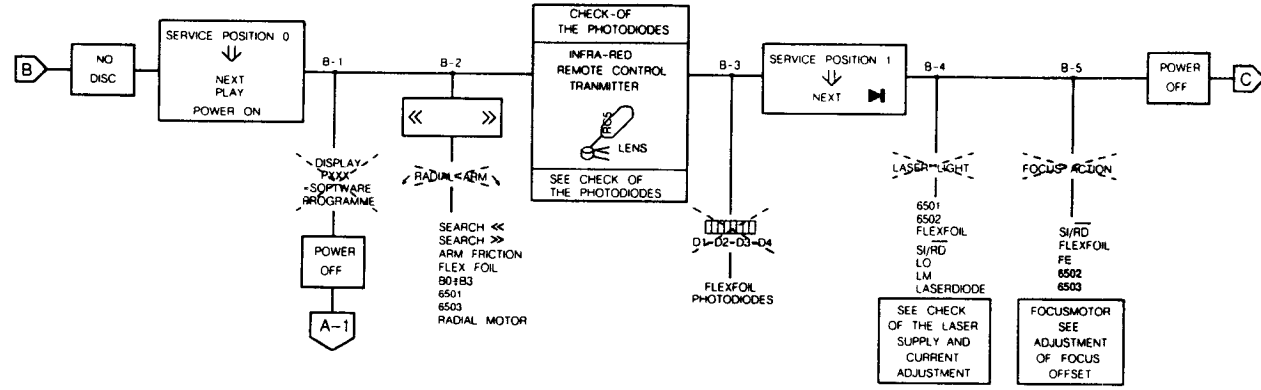 B
NO
DISC
SERVICE POSITION 0
⇓
NEXT
PLAY
POWER ON
B-1
DISPLAY
PXXX
=SOFTWARE
PROGRAMME
POWER
OFF
A-1
B-2
≪ ≫
RADIAL ARM
SEARCH ≪
SEARCH ≫
ARM FRICTION
FLEX FOIL
B0÷B3
6501
6503
RADIAL MOTOR
CHECK-OF
THE PHOTODIODES
INFRA-RED
REMOTE CONTROL
TRANMITTER
RC5
LENS
SEE CHECK OF
THE PHOTODIODES
B-3
D1-D2-D3-D4
FLEXFOIL
PHOTODIODES
SERVICE POSITION 1
⇓
NEXT
B-4
LASER LIGHT
6501
6502
FLEXFOIL
SI/R̅D̅
LO
LM
LASERDIODE
SEE CHECK
OF THE LASER
SUPPLY AND
CURRENT
ADJUSTMENT
B-5
FOCUS ACTION
SI/R̅D̅
FLEXFOIL
FE
6502
6503
FOCUSMOTOR
SEE
ADJUSTMENT
OF FOCUS
OFFSET
POWER
OFF
C